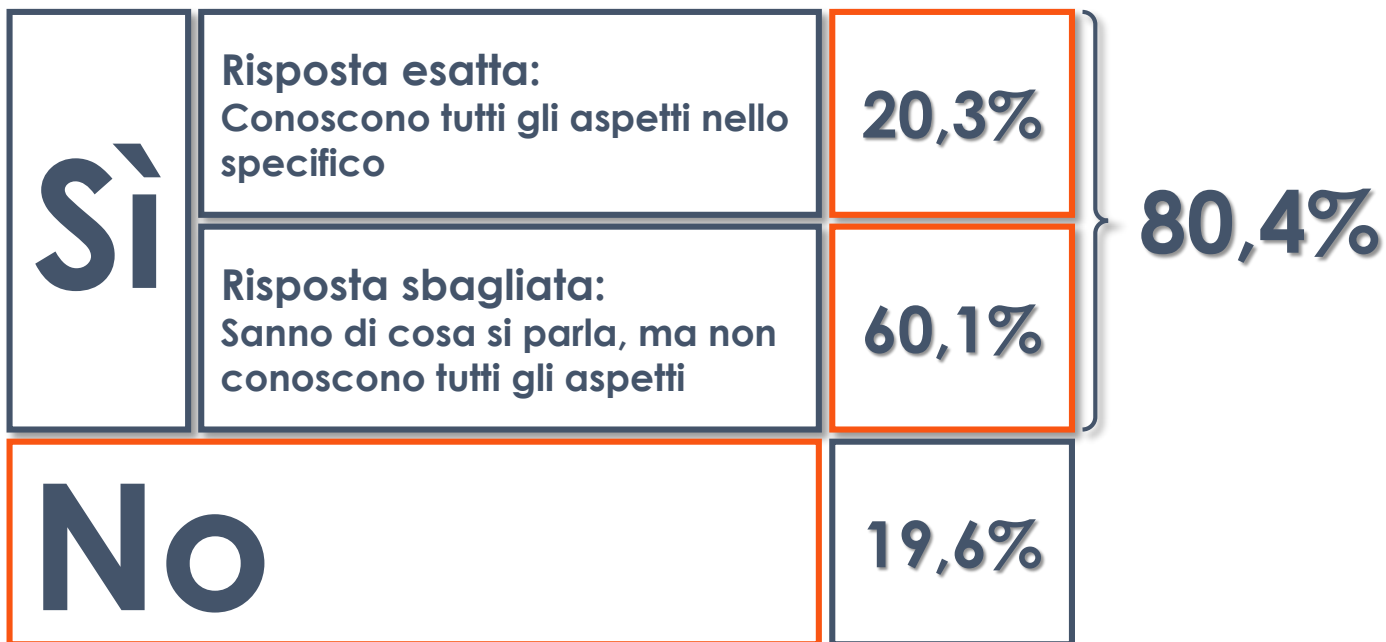 Sì
Risposta esatta:
Conoscono tutti gli aspetti nello
specifico
20,3%
Risposta sbagliata:
Sanno di cosa si parla, ma non
conoscono tutti gli aspetti
60,1%
80,4%
No
19,6%